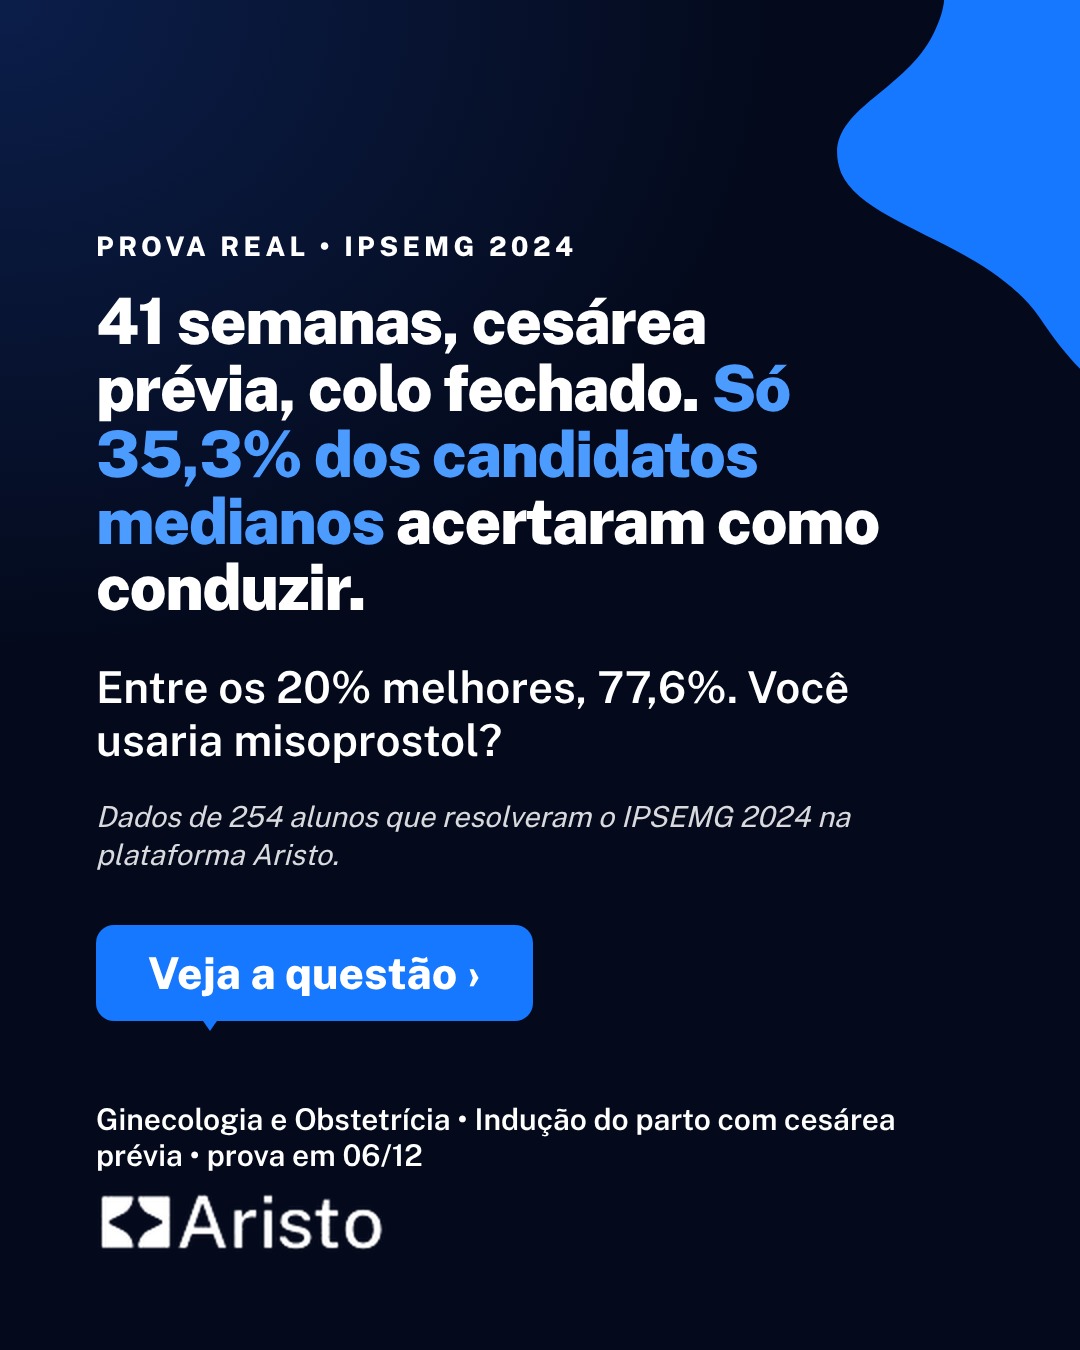 PROVA REAL • IPSEMG 2024
41 semanas, cesárea
prévia, colo fechado. Só
35,3% dos candidatos
medianos acertaram como
conduzir.
Entre os 20% melhores, 77,6%. Você
usaria misoprostol?
Dados de 254 alunos que resolveram o IPSEMG 2024 na
plataforma Aristo.
Veja a questão ›
Ginecologia e Obstetrícia • Indução do parto com cesárea
prévia • prova em 06/12
Aristo